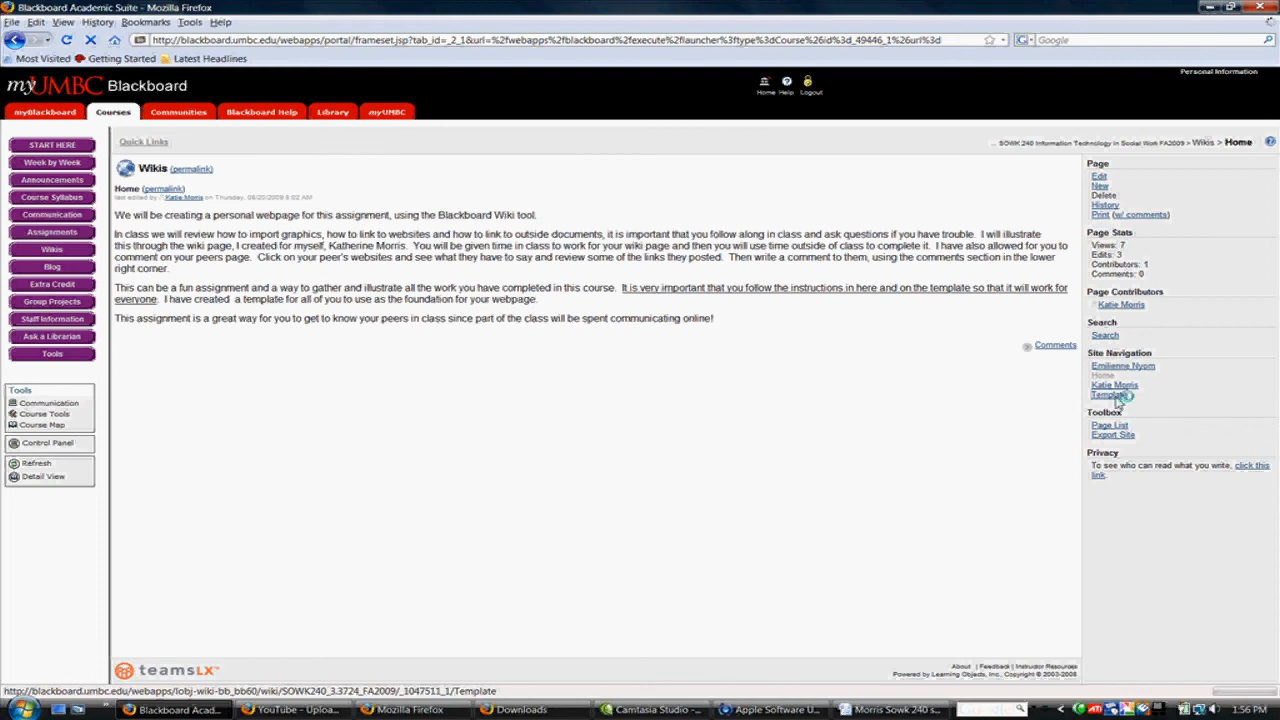 Blackboard Academic Suite - Mozilla Firefox
File Edit View History Bookmarks Tools Help
http://blackboard.umbc.edu/webapps/portal/frameset.jsp?tab_id=_2_1&url=%2fwebapps%2fblackboard%2fexecute%2flauncher%3ftype%3dCourse%26id%3d_49446_1%26url%3d
Google
Most Visited Getting Started Latest Headlines
myUMBC Blackboard
Personal Information
Home Help Logout
myBlackboard Courses Communities Blackboard Help Library myUMBC
START HERE
Week by Week
Announcements
Course Syllabus
Communication
Assignments
Wikis
Blog
Extra Credit
Group Projects
Staff Information
Ask a Librarian
Tools
Tools
Communication
Course Tools
Course Map
Control Panel
Refresh
Detail View
Quick Links
... SOWK 240 Information Technology in Social Work FA2009 > Wikis > Home
Wikis (permalink)
Home (permalink)
last edited by Katie Morris on Thursday, 08/20/2009 8:02 AM
We will be creating a personal webpage for this assignment, using the Blackboard Wiki tool.
In class we will review how to import graphics, how to link to websites and how to link to outside documents, it is important that you follow along in class and ask questions if you have trouble. I will illustrate
this through the wiki page, I created for myself, Katherine Morris. You will be given time in class to work for your wiki page and then you will use time outside of class to complete it. I have also allowed for you to
comment on your peers page. Click on your peer's websites and see what they have to say and review some of the links they posted. Then write a comment to them, using the comments section in the lower
right corner.
This can be a fun assignment and a way to gather and illustrate all the work you have completed in this course. It is very important that you follow the instructions in here and on the template so that it will work for
everyone. I have created a template for all of you to use as the foundation for your webpage.
This assignment is a great way for you to get to know your peers in class since part of the class will be spent communicating online!
Comments
Page
Edit
New
Delete
History
Print (w/ comments)
Page Stats
Views: 7
Edits: 3
Contributors: 1
Comments: 0
Page Contributors
Katie Morris
Search
Search
Site Navigation
Emilienne Nyom
Home
Katie Morris
Template
Toolbox
Page List
Export Site
Privacy
To see who can read what you write, click this
link.
teamsLX™
About | Feedback | Instructor Resources
Powered by Learning Objects, Inc., Copyright © 2003-2008
http://blackboard.umbc.edu/webapps/lobj-wiki-bb_bb60/wiki/SOWK240_3.3724_FA2009/_1047511_1/Template
Blackboard Acad... YouTube - Uploa... Mozilla Firefox Downloads Camtasia Studio - ... Apple Software U... Morris Sowk 240 s... Google 1:56 PM